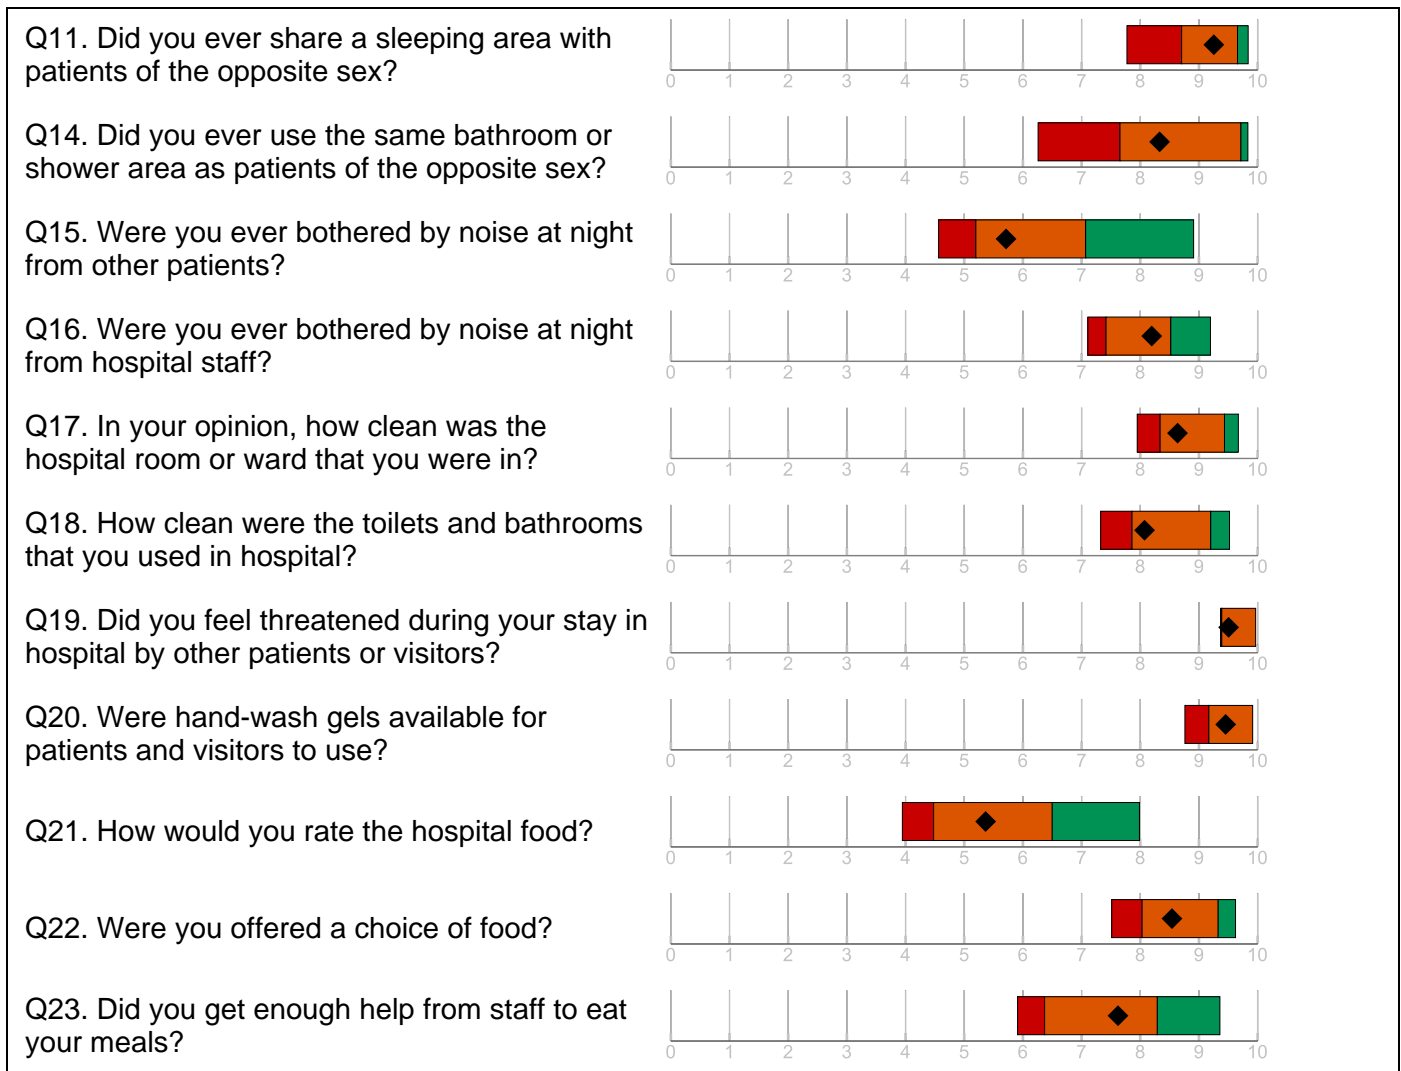 Q11. Did you ever share a sleeping area with
patients of the opposite sex?
0 1 2 3 4 5 6 7 8 9 10
Q14. Did you ever use the same bathroom or
shower area as patients of the opposite sex?
0 1 2 3 4 5 6 7 8 9 10
Q15. Were you ever bothered by noise at night
from other patients?
0 1 2 3 4 5 6 7 8 9 10
Q16. Were you ever bothered by noise at night
from hospital staff?
0 1 2 3 4 5 6 7 8 9 10
Q17. In your opinion, how clean was the
hospital room or ward that you were in?
0 1 2 3 4 5 6 7 8 9 10
Q18. How clean were the toilets and bathrooms
that you used in hospital?
0 1 2 3 4 5 6 7 8 9 10
Q19. Did you feel threatened during your stay in
hospital by other patients or visitors?
0 1 2 3 4 5 6 7 8 9 10
Q20. Were hand-wash gels available for
patients and visitors to use?
0 1 2 3 4 5 6 7 8 9 10
Q21. How would you rate the hospital food?
0 1 2 3 4 5 6 7 8 9 10
Q22. Were you offered a choice of food?
0 1 2 3 4 5 6 7 8 9 10
Q23. Did you get enough help from staff to eat
your meals?
0 1 2 3 4 5 6 7 8 9 10